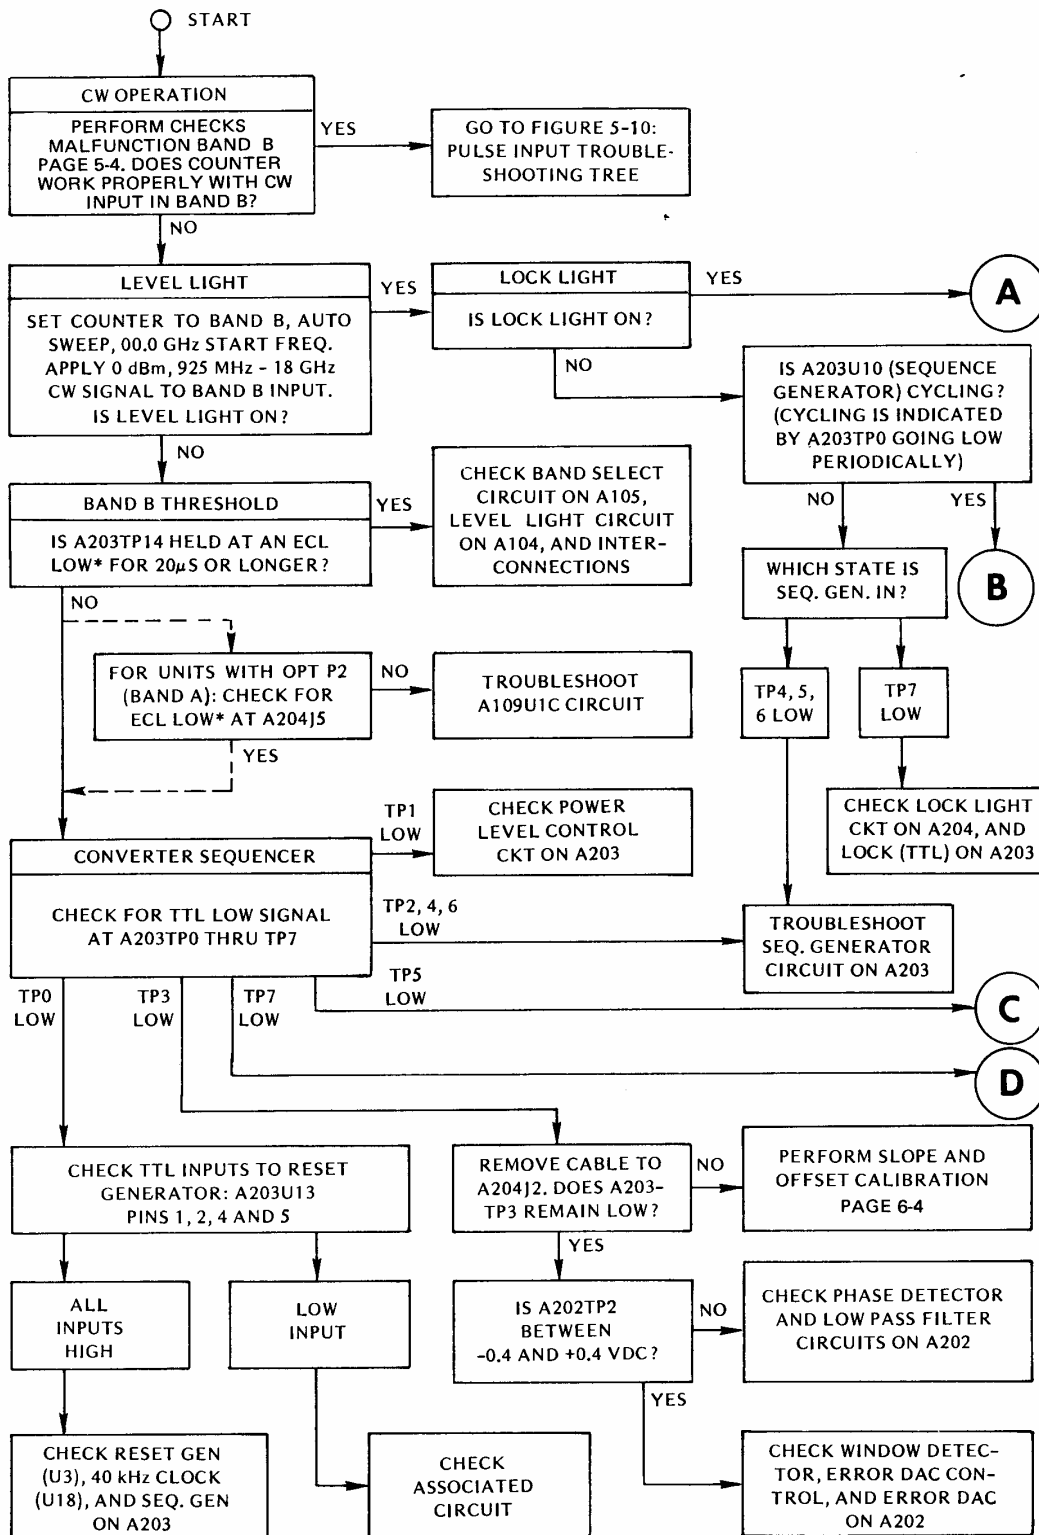 START
CW OPERATION
PERFORM CHECKS
MALFUNCTION BAND B
PAGE 5-4. DOES COUNTER
WORK PROPERLY WITH CW
INPUT IN BAND B?
YES
GO TO FIGURE 5-10:
PULSE INPUT TROUBLE-
SHOOTING TREE
NO
LEVEL LIGHT
SET COUNTER TO BAND B, AUTO
SWEEP, 00.0 GHz START FREQ.
APPLY 0 dBm, 925 MHz - 18 GHz
CW SIGNAL TO BAND B INPUT.
IS LEVEL LIGHT ON?
YES
LOCK LIGHT
IS LOCK LIGHT ON?
YES
A
NO
IS A203U10 (SEQUENCE
GENERATOR) CYCLING?
(CYCLING IS INDICATED
BY A203TP0 GOING LOW
PERIODICALLY)
NO
YES
B
WHICH STATE IS
SEQ. GEN. IN?
TP4, 5,
6 LOW
TP7
LOW
CHECK LOCK LIGHT
CKT ON A204, AND
LOCK (TTL) ON A203
NO
BAND B THRESHOLD
IS A203TP14 HELD AT AN ECL
LOW* FOR 20µS OR LONGER?
YES
CHECK BAND SELECT
CIRCUIT ON A105,
LEVEL LIGHT CIRCUIT
ON A104, AND INTER-
CONNECTIONS
NO
FOR UNITS WITH OPT P2
(BAND A): CHECK FOR
ECL LOW* AT A204J5
NO
TROUBLESHOOT
A109U1C CIRCUIT
YES
CONVERTER SEQUENCER
CHECK FOR TTL LOW SIGNAL
AT A203TP0 THRU TP7
TP1
LOW
CHECK POWER
LEVEL CONTROL
CKT ON A203
TP2, 4, 6
LOW
TROUBLESHOOT
SEQ. GENERATOR
CIRCUIT ON A203
TP5
LOW
C
TP0
LOW
TP3
LOW
TP7
LOW
D
CHECK TTL INPUTS TO RESET
GENERATOR: A203U13
PINS 1, 2, 4 AND 5
ALL
INPUTS
HIGH
LOW
INPUT
CHECK RESET GEN
(U3), 40 kHz CLOCK
(U18), AND SEQ. GEN
ON A203
CHECK
ASSOCIATED
CIRCUIT
REMOVE CABLE TO
A204J2. DOES A203-
TP3 REMAIN LOW?
NO
PERFORM SLOPE AND
OFFSET CALIBRATION
PAGE 6-4
YES
IS A202TP2
BETWEEN
-0.4 AND +0.4 VDC?
NO
CHECK PHASE DETECTOR
AND LOW PASS FILTER
CIRCUITS ON A202
YES
CHECK WINDOW DETEC-
TOR, ERROR DAC CON-
TROL, AND ERROR DAC
ON A202